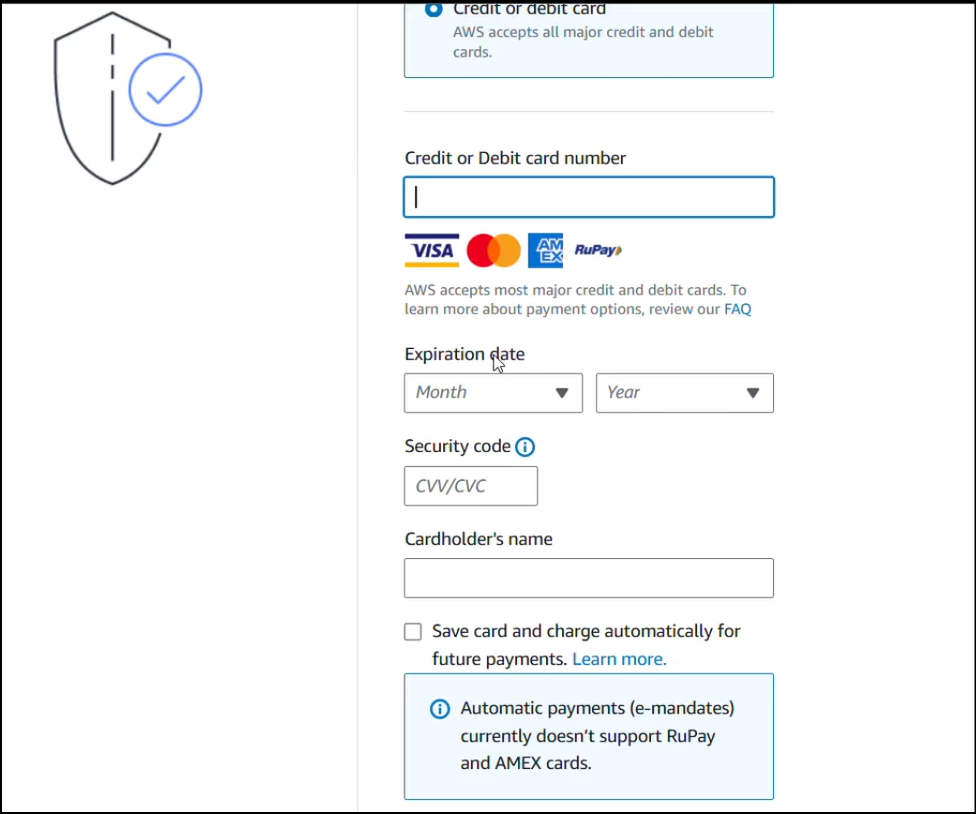 Credit or debit card
AWS accepts all major credit and debit
cards.
Credit or Debit card number
VISA AM EX RuPay
AWS accepts most major credit and debit cards. To
learn more about payment options, review our FAQ
Expiration date
Month Year
Security code
CVV/CVC
Cardholder's name
Save card and charge automatically for
future payments. Learn more.
Automatic payments (e-mandates)
currently doesn't support RuPay
and AMEX cards.